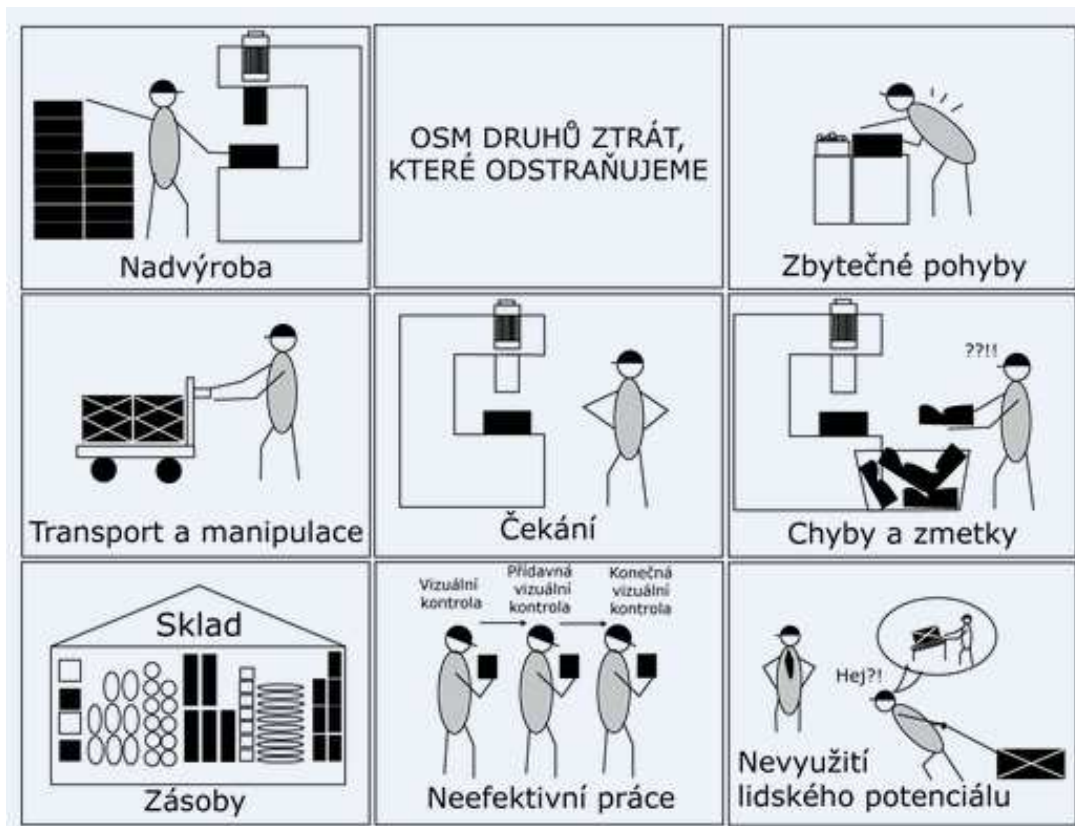 Nadvýroba
OSM DRUHŮ ZTRÁT,
KTERÉ ODSTRAŇUJEME
Zbytečné pohyby
Transport a manipulace
Čekání
??!!
Chyby a zmetky
Sklad
Zásoby
Vizuální
kontrola
Přídavná
vizuální
kontrola
Konečná
vizuální
kontrola
Neefektivní práce
Hej?!
Nevyužití
lidského potenciálu